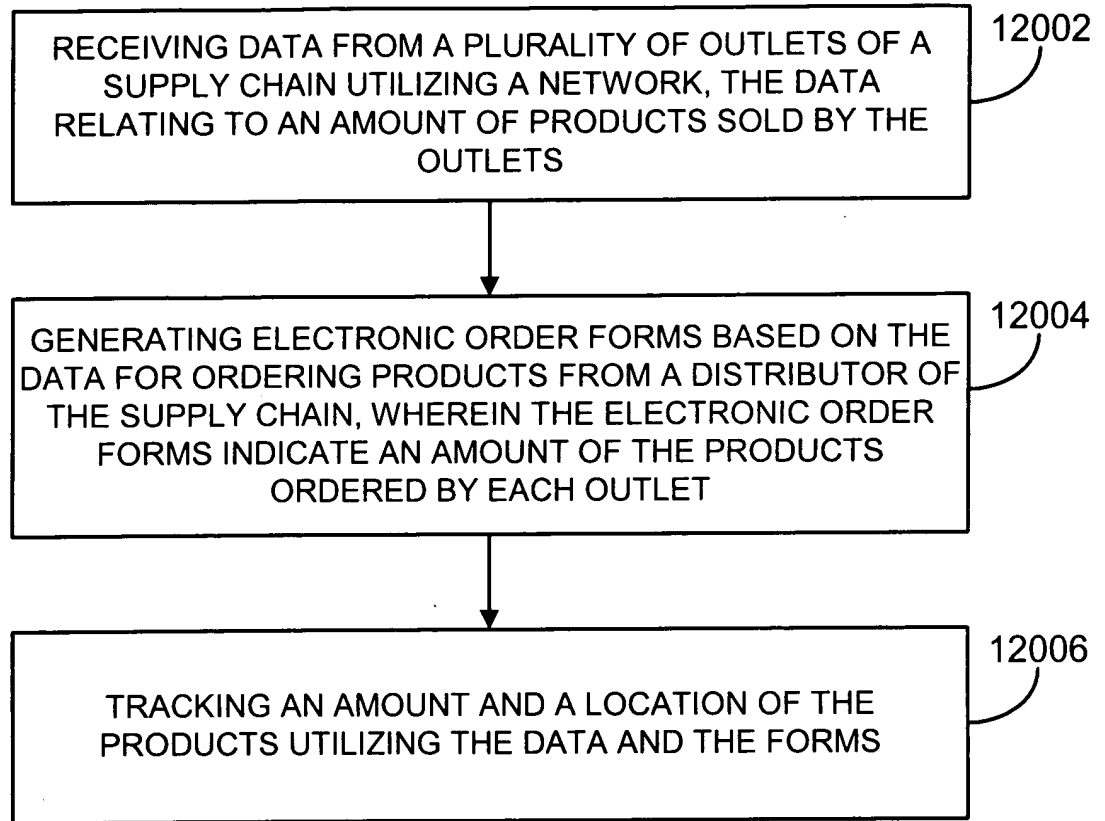 RECEIVING DATA FROM A PLURALITY OF OUTLETS OF A
SUPPLY CHAIN UTILIZING A NETWORK, THE DATA
RELATING TO AN AMOUNT OF PRODUCTS SOLD BY THE
OUTLETS
12002
GENERATING ELECTRONIC ORDER FORMS BASED ON THE
DATA FOR ORDERING PRODUCTS FROM A DISTRIBUTOR OF
THE SUPPLY CHAIN, WHEREIN THE ELECTRONIC ORDER
FORMS INDICATE AN AMOUNT OF THE PRODUCTS
ORDERED BY EACH OUTLET
12004
TRACKING AN AMOUNT AND A LOCATION OF THE
PRODUCTS UTILIZING THE DATA AND THE FORMS
12006